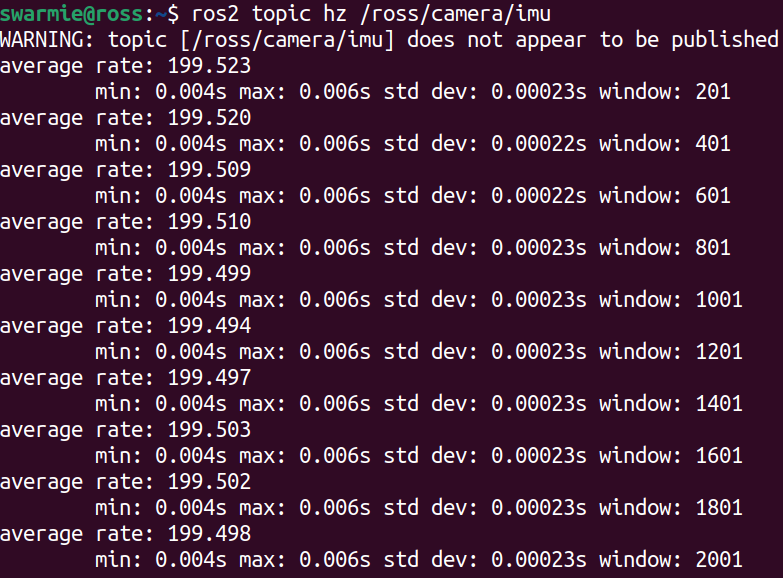 swarmie@ross:~$ ros2 topic hz /ross/camera/imu
WARNING: topic [/ross/camera/imu] does not appear to be published
average rate: 199.523
        min: 0.004s max: 0.006s std dev: 0.00023s window: 201
average rate: 199.520
        min: 0.004s max: 0.006s std dev: 0.00022s window: 401
average rate: 199.509
        min: 0.004s max: 0.006s std dev: 0.00022s window: 601
average rate: 199.510
        min: 0.004s max: 0.006s std dev: 0.00023s window: 801
average rate: 199.499
        min: 0.004s max: 0.006s std dev: 0.00023s window: 1001
average rate: 199.494
        min: 0.004s max: 0.006s std dev: 0.00023s window: 1201
average rate: 199.497
        min: 0.004s max: 0.006s std dev: 0.00023s window: 1401
average rate: 199.503
        min: 0.004s max: 0.006s std dev: 0.00023s window: 1601
average rate: 199.502
        min: 0.004s max: 0.006s std dev: 0.00023s window: 1801
average rate: 199.498
        min: 0.004s max: 0.006s std dev: 0.00023s window: 2001